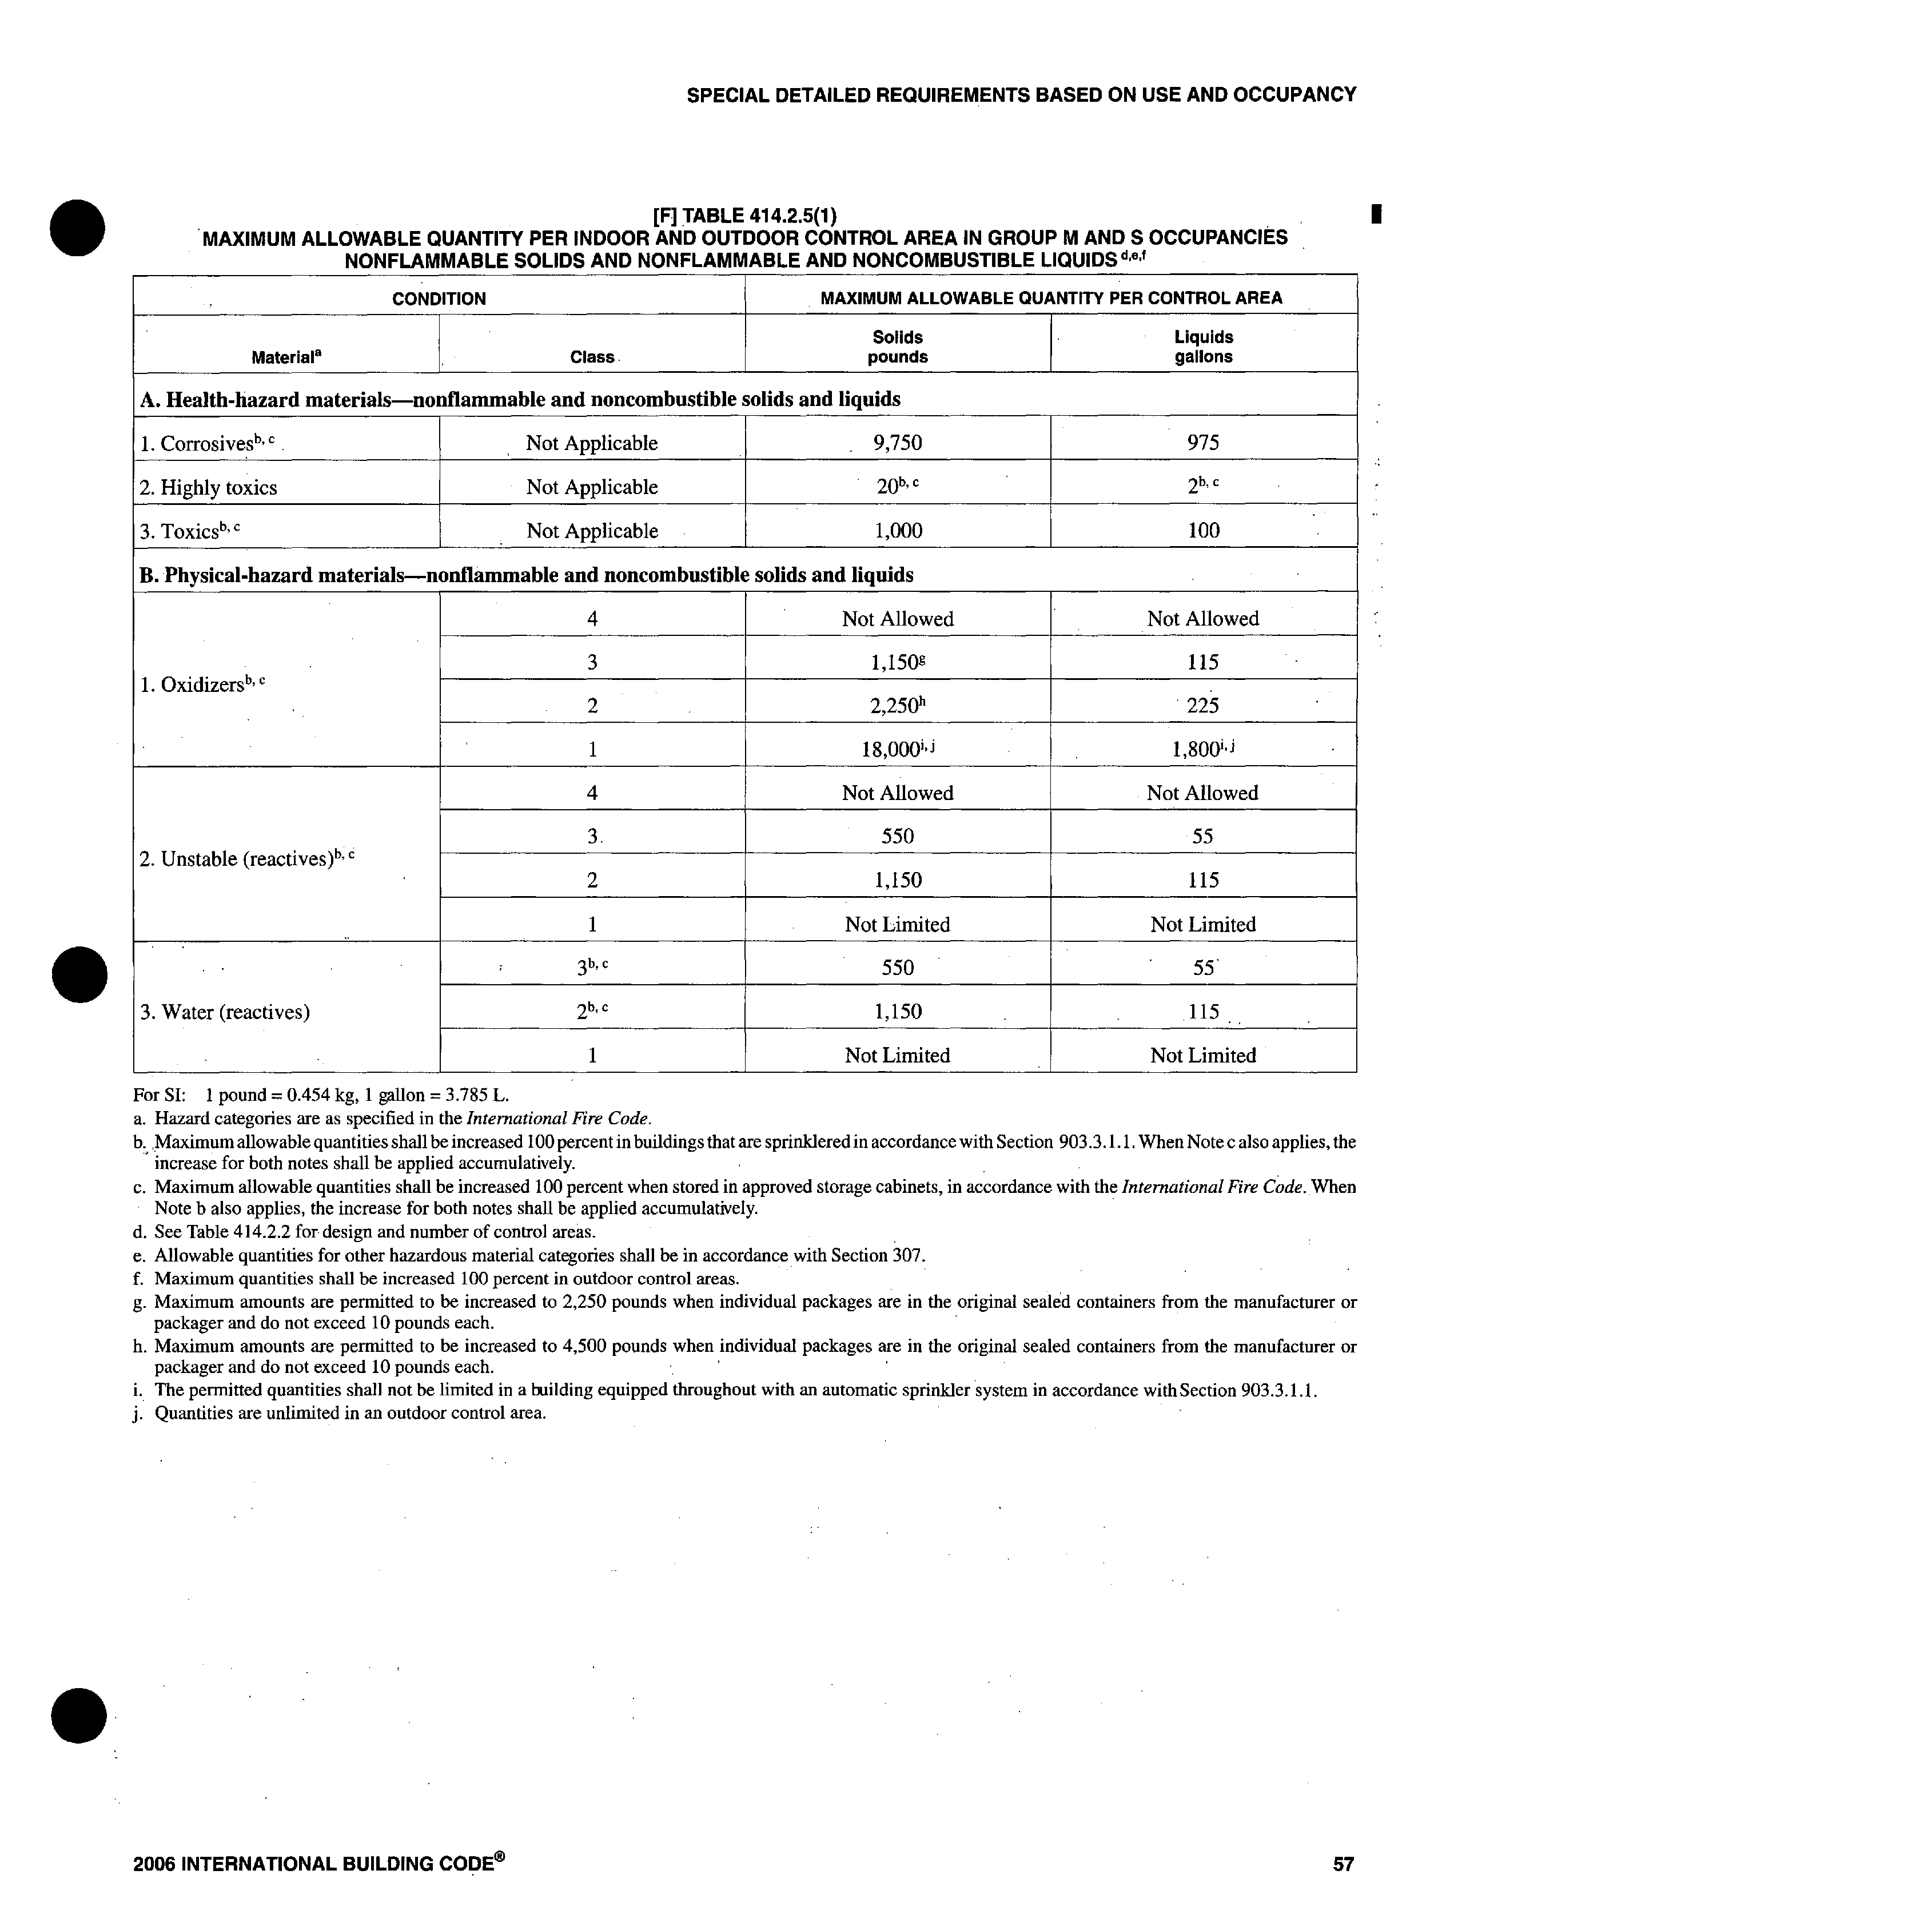 SPECIAL DETAILED REQUIREMENTS BASED ON USE AND OCCUPANCY
[F] TABLE 414.2.5(1)
MAXIMUM ALLOWABLE QUANTITY PER INDOOR AND OUTDOOR CONTROL AREA IN GROUP M AND S OCCUPANCIES
NONFLAMMABLE SOLIDS AND NONFLAMMABLE AND NONCOMBUSTIBLE LIQUIDS d,e,f
CONDITION MAXIMUM ALLOWABLE QUANTITY PER CONTROL AREA
Material a Class Solids pounds Liquids gallons
A. Health-hazard materials—nonflammable and noncombustible solids and liquids
1. Corrosives b, c Not Applicable 9,750 975
2. Highly toxics Not Applicable 20 b, c 2 b, c
3. Toxics b, c Not Applicable 1,000 100
B. Physical-hazard materials—nonflammable and noncombustible solids and liquids
1. Oxidizers b, c
4 Not Allowed Not Allowed
3 1,150 g 115
2 2,250 h 225
1 18,000 i, j 1,800 i, j
2. Unstable (reactives) b, c
4 Not Allowed Not Allowed
3 550 55
2 1,150 115
1 Not Limited Not Limited
3. Water (reactives)
3 b, c 550 55
2 b, c 1,150 115
1 Not Limited Not Limited
For SI: 1 pound = 0.454 kg, 1 gallon = 3.785 L.
a. Hazard categories are as specified in the International Fire Code.
b. Maximum allowable quantities shall be increased 100 percent in buildings that are sprinklered in accordance with Section 903.3.1.1. When Note c also applies, the
increase for both notes shall be applied accumulatively.
c. Maximum allowable quantities shall be increased 100 percent when stored in approved storage cabinets, in accordance with the International Fire Code. When
Note b also applies, the increase for both notes shall be applied accumulatively.
d. See Table 414.2.2 for design and number of control areas.
e. Allowable quantities for other hazardous material categories shall be in accordance with Section 307.
f. Maximum quantities shall be increased 100 percent in outdoor control areas.
g. Maximum amounts are permitted to be increased to 2,250 pounds when individual packages are in the original sealed containers from the manufacturer or
packager and do not exceed 10 pounds each.
h. Maximum amounts are permitted to be increased to 4,500 pounds when individual packages are in the original sealed containers from the manufacturer or
packager and do not exceed 10 pounds each.
i. The permitted quantities shall not be limited in a building equipped throughout with an automatic sprinkler system in accordance with Section 903.3.1.1.
j. Quantities are unlimited in an outdoor control area.
2006 INTERNATIONAL BUILDING CODE® 57